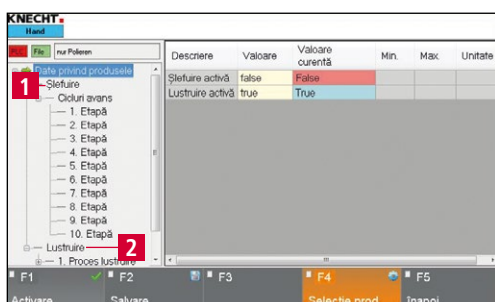 KNECHT.
Hand
PLC File nur Polieren
Descriere Valoare Valoare curentă Min. Max. Unitate
Date privind produsele
Şlefuire activă false False
Lustruire activă true True
1
Şlefuire
Cicluri avans
1. Etapă
2. Etapă
3. Etapă
4. Etapă
5. Etapă
6. Etapă
7. Etapă
8. Etapă
9. Etapă
10. Etapă
Lustruire
2
1. Proces lustruire
F1 F2 F3 F4 F5
Activare Salvare Selecţie prod. Înapoi